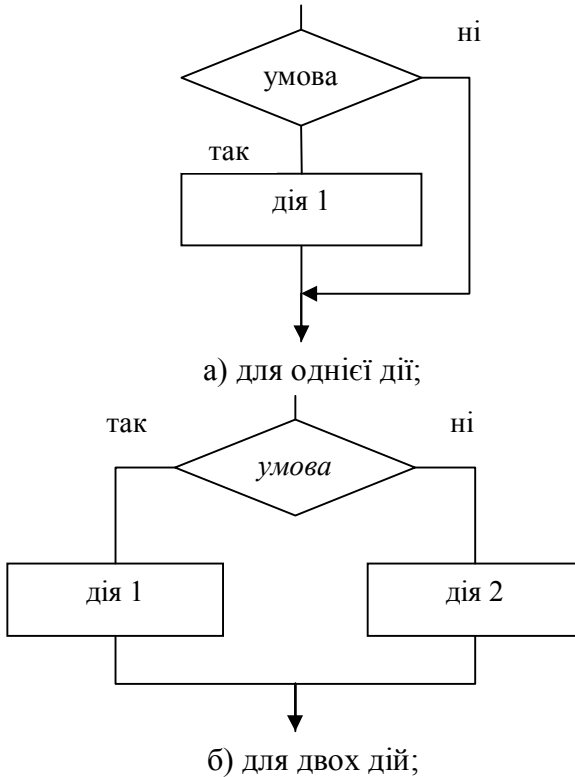 ні
умова
так
дія 1
а) для однієї дії;
так
ні
умова
дія 1
дія 2
б) для двох дій;